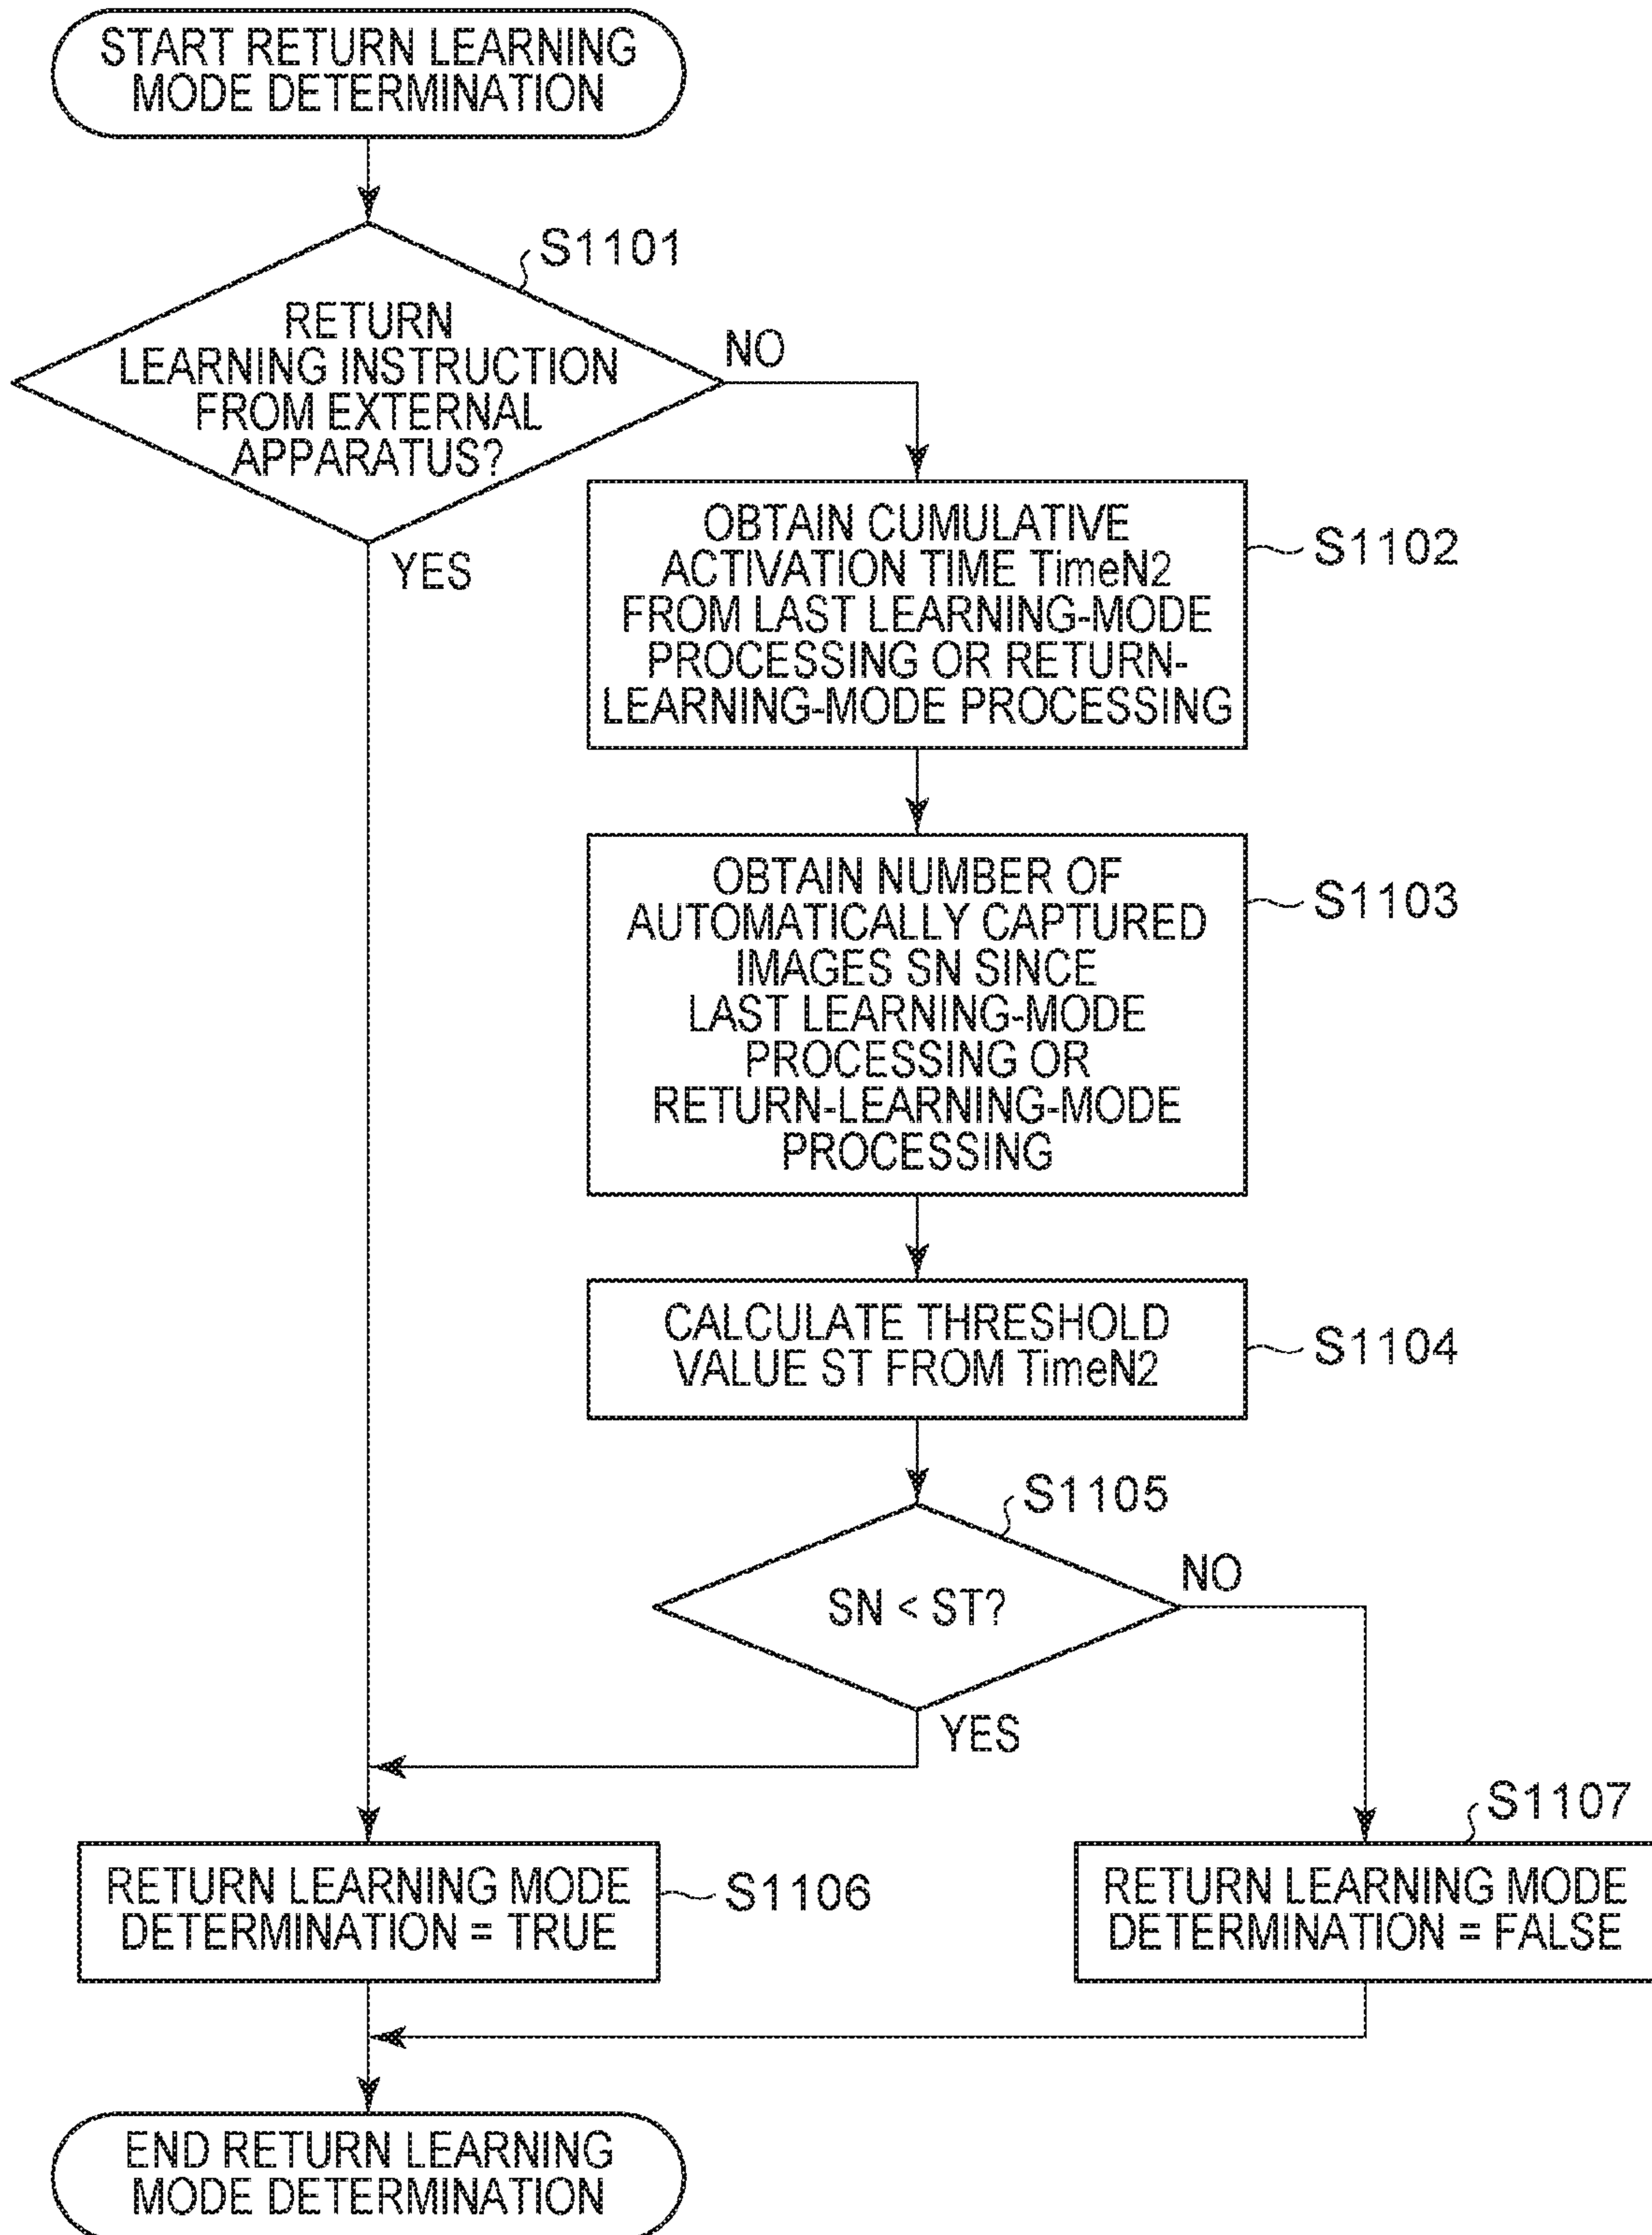 START RETURN LEARNING
MODE DETERMINATION
S1101
RETURN
LEARNING INSTRUCTION
FROM EXTERNAL
APPARATUS?
NO
YES
OBTAIN CUMULATIVE
ACTIVATION TIME TimeN2
FROM LAST LEARNING-MODE
PROCESSING OR RETURN-
LEARNING-MODE PROCESSING
S1102
OBTAIN NUMBER OF
AUTOMATICALLY CAPTURED
IMAGES SN SINCE
LAST LEARNING-MODE
PROCESSING OR
RETURN-LEARNING-MODE
PROCESSING
S1103
CALCULATE THRESHOLD
VALUE ST FROM TimeN2
S1104
S1105
SN < ST?
NO
YES
RETURN LEARNING MODE
DETERMINATION = TRUE
S1106
S1107
RETURN LEARNING MODE
DETERMINATION = FALSE
END RETURN LEARNING
MODE DETERMINATION